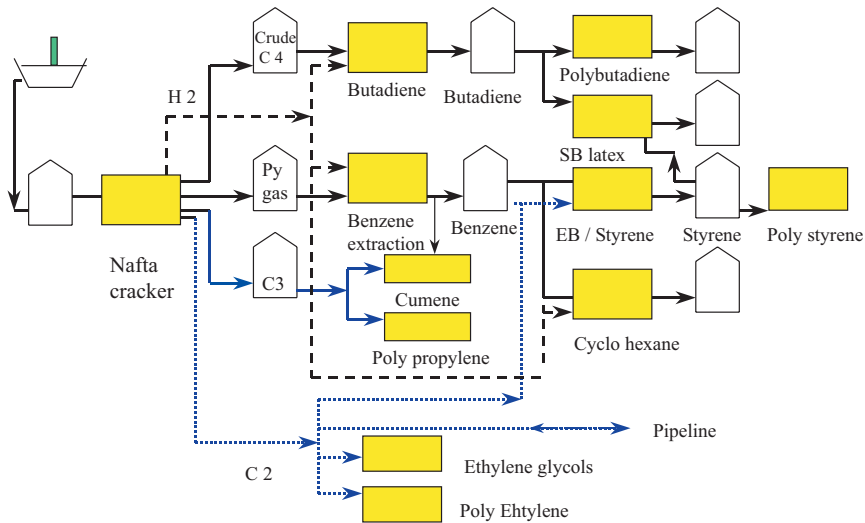 Crude
C 4
Butadiene
Butadiene
Polybutadiene
H 2
SB latex
Py
gas
Benzene
extraction
Benzene
EB / Styrene
Styrene
Poly styrene
Nafta
cracker
C3
Cumene
Poly propylene
Cyclo hexane
Pipeline
C 2
Ethylene glycols
Poly Ehtylene